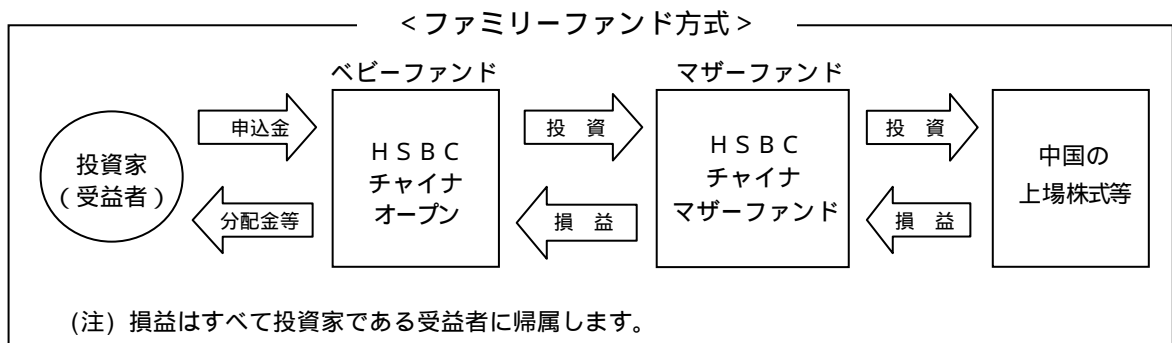 <ファミリーファンド方式>
ベビーファンド
マザーファンド
投資家
(受益者)
申込金
分配金等
HSBC
チャイナ
オープン
投 資
損 益
HSBC
チャイナ
マザーファンド
投 資
損 益
中国の
上場株式等
(注) 損益はすべて投資家である受益者に帰属します。